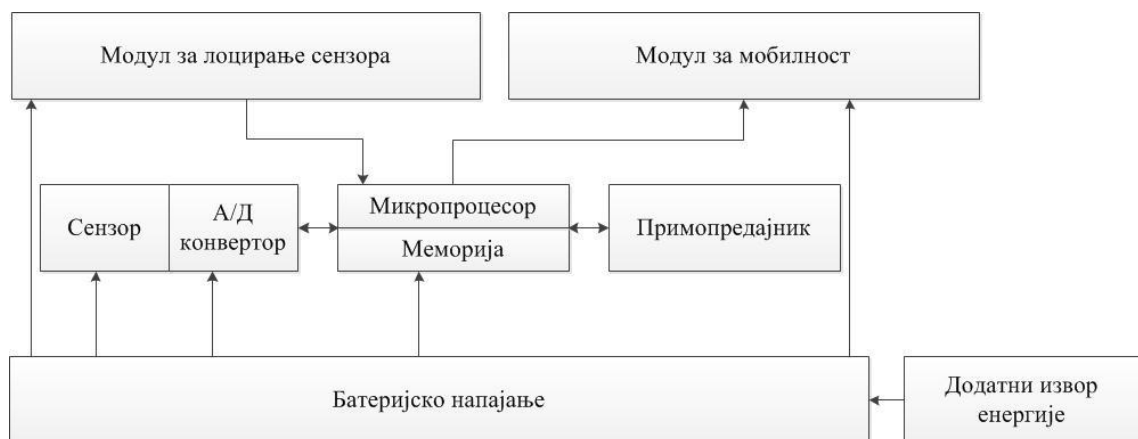 Модул за лоцирање сензора
Модул за мобилност
Сензор
А/Д
конвертор
Микропроцесор
Меморија
Примопредајник
Батеријско напајање
Додатни извор
енергије